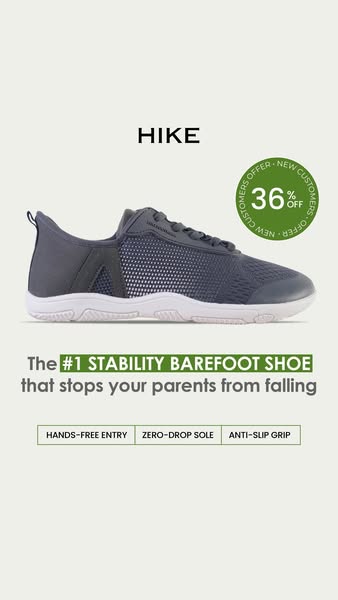 HIKE
NEW CUSTOMERS OFFER • NEW CUSTOMERS OFFER •
36% OFF
The #1 STABILITY BAREFOOT SHOE
that stops your parents from falling
HANDS-FREE ENTRY
ZERO-DROP SOLE
ANTI-SLIP GRIP